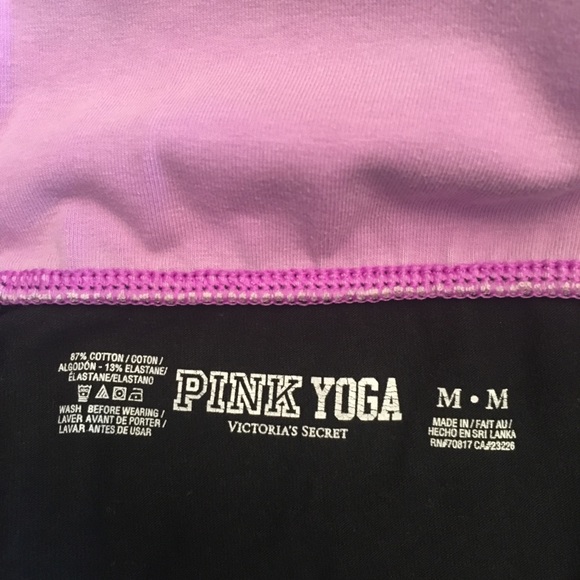 87% COTTON / COTON /
ALGODÓN - 13% ELASTANE/
ÉLASTANE/ELASTANO
WASH BEFORE WEARING /
LAVER AVANT DE PORTER /
LAVAR ANTES DE USAR
PINK YOGA
VICTORIA'S SECRET
M • M
MADE IN / FAIT AU /
HECHO EN SRI LANKA
RN#70817 CA#23226